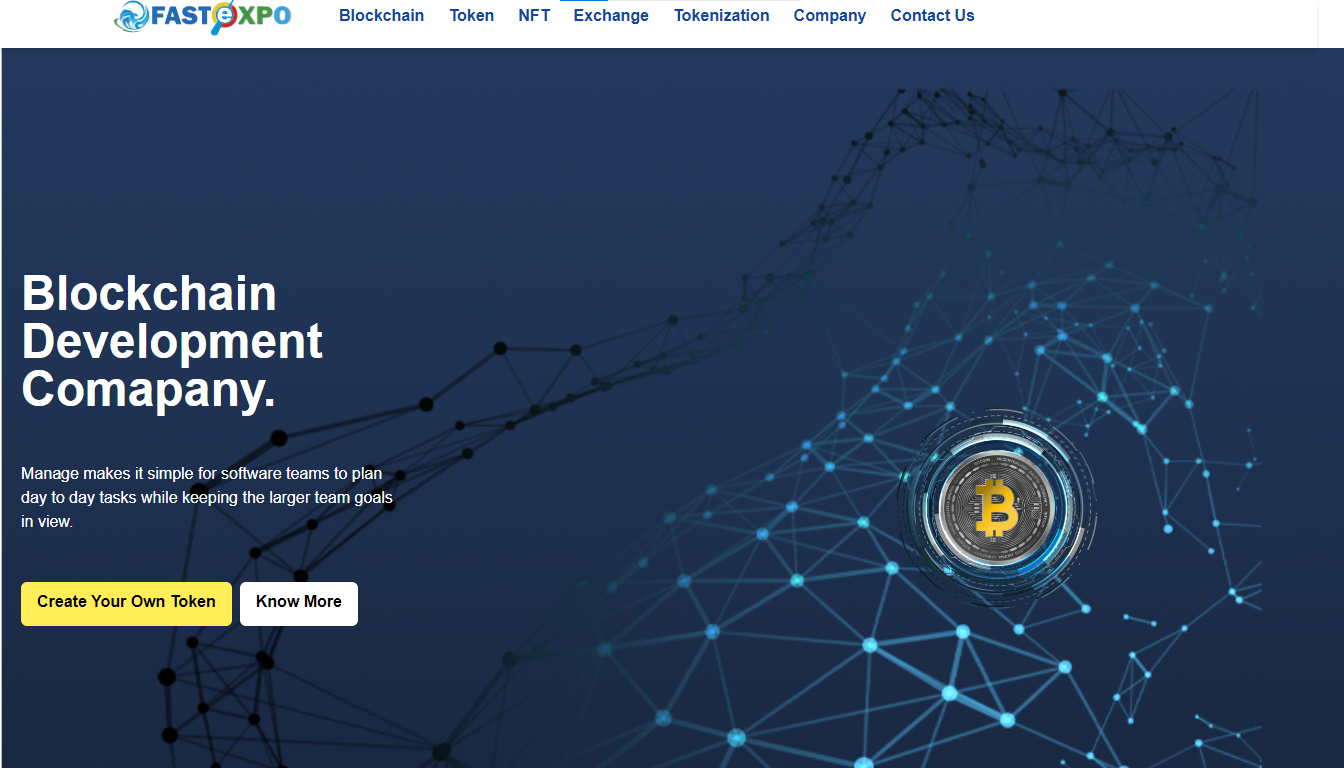 FASTeXPO
Blockchain Token NFT Exchange Tokenization Company Contact Us
Blockchain
Development
Comapany.
Manage makes it simple for software teams to plan
day to day tasks while keeping the larger team goals
in view.
Create Your Own Token Know More